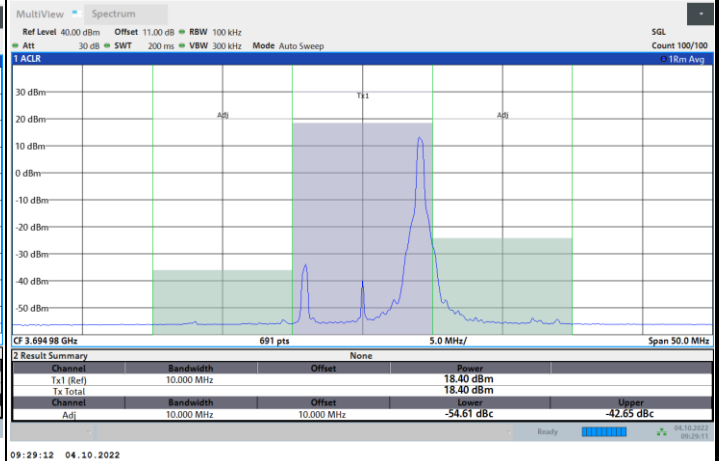 MultiView Spectrum
Ref Level 40.00 dBm Offset 11.00 dB RBW 100 kHz SGL
Att 30 dB SWT 200 ms VBW 300 kHz Mode Auto Sweep Count 100/100
1 ACLR 1Rm Avg
30 dBm
Tx1
20 dBm
Adj Adj
10 dBm
0 dBm
-10 dBm
-20 dBm
-30 dBm
-40 dBm
-50 dBm
CF 3.694 98 GHz 691 pts 5.0 MHz/ Span 50.0 MHz
2 Result Summary None
Channel Bandwidth Offset Power
Tx1 (Ref) 10.000 MHz 18.40 dBm
Tx Total 18.40 dBm
Channel Bandwidth Offset Lower Upper
Adj 10.000 MHz 10.000 MHz -54.61 dBc -42.65 dBc
Ready 04.10.2022
09:29:11
09:29:12 04.10.2022